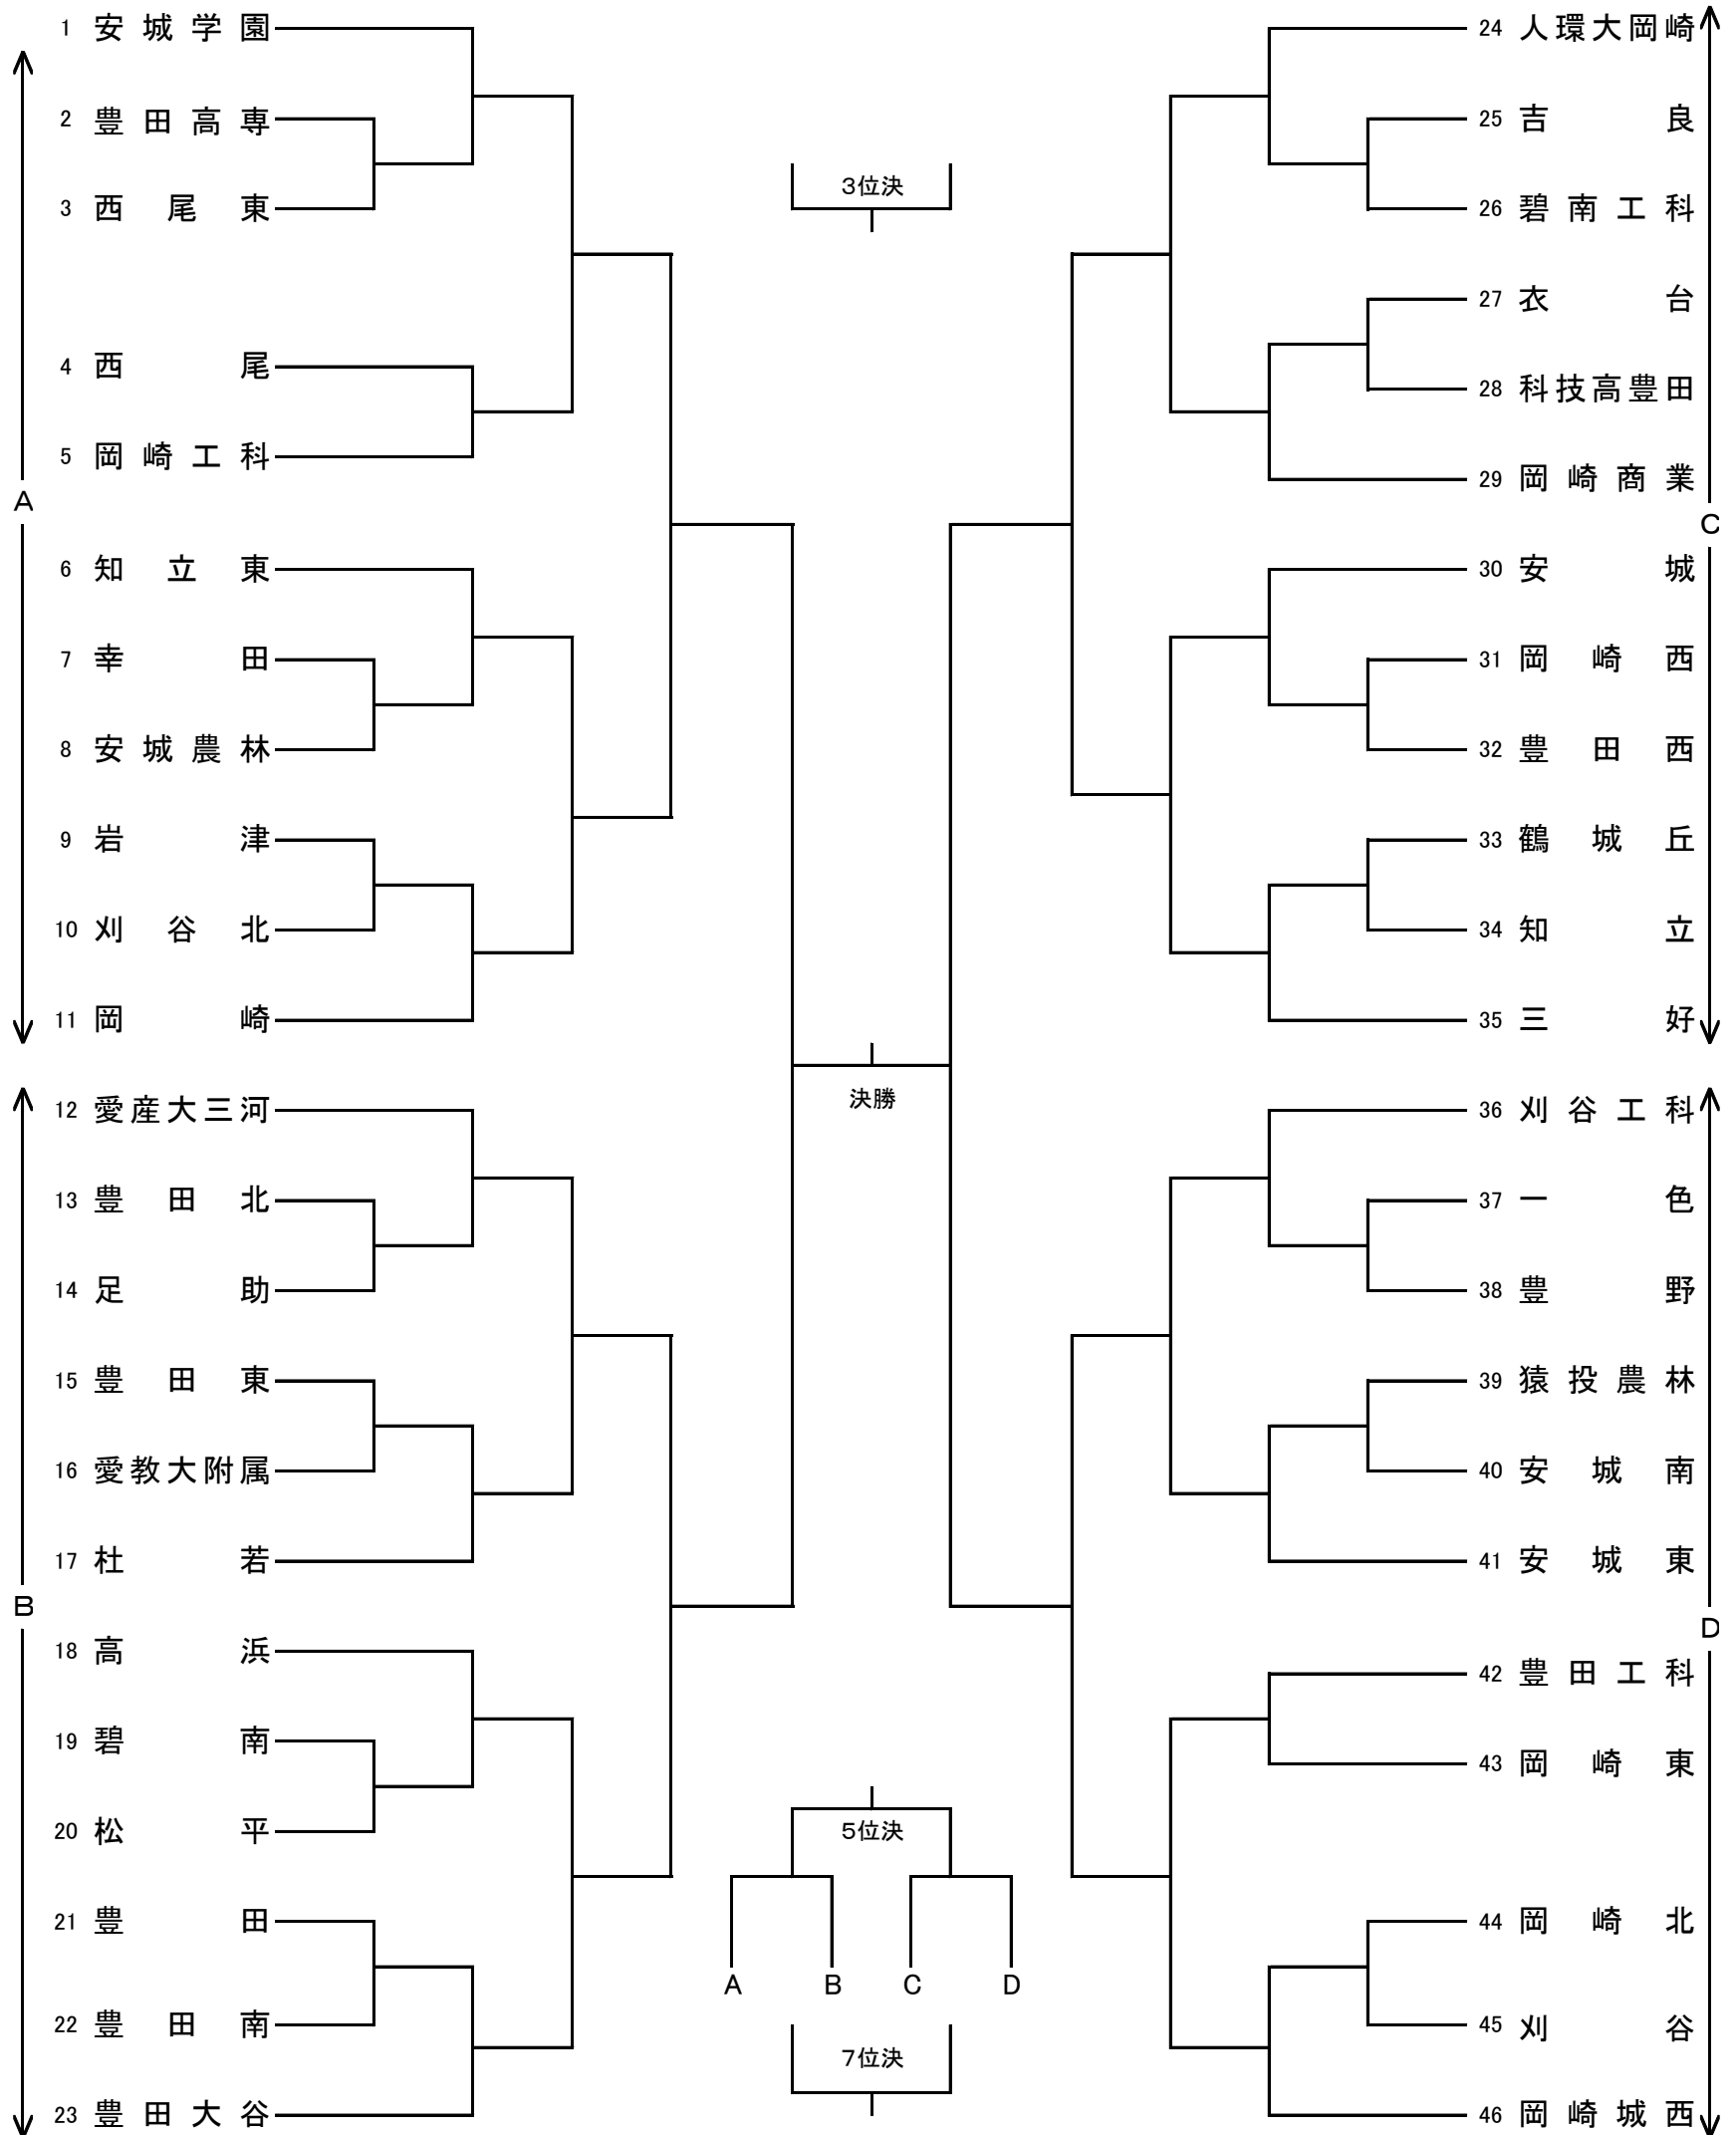 1 安城学園
2 豊田高専
3 西尾東
4 西尾
5 岡崎工科
A
6 知立東
7 幸田
8 安城農林
9 岩津
10 刈谷北
11 岡崎
12 愛産大三河
13 豊田北
14 足助
15 豊田東
16 愛教大附属
17 杜若
B
18 高浜
19 碧南
20 松平
21 豊田
22 豊田南
23 豊田大谷
3位決
決勝
5位決
A B C D
7位決
24 人環大岡崎
25 吉良
26 碧南工科
27 衣台
28 科技高豊田
29 岡崎商業
C
30 安城
31 岡崎西
32 豊田西
33 鶴城丘
34 知立
35 三好
36 刈谷工科
37 一色
38 豊野
39 猿投農林
40 安城南
41 安城東
D
42 豊田工科
43 岡崎東
44 岡崎北
45 刈谷
46 岡崎城西